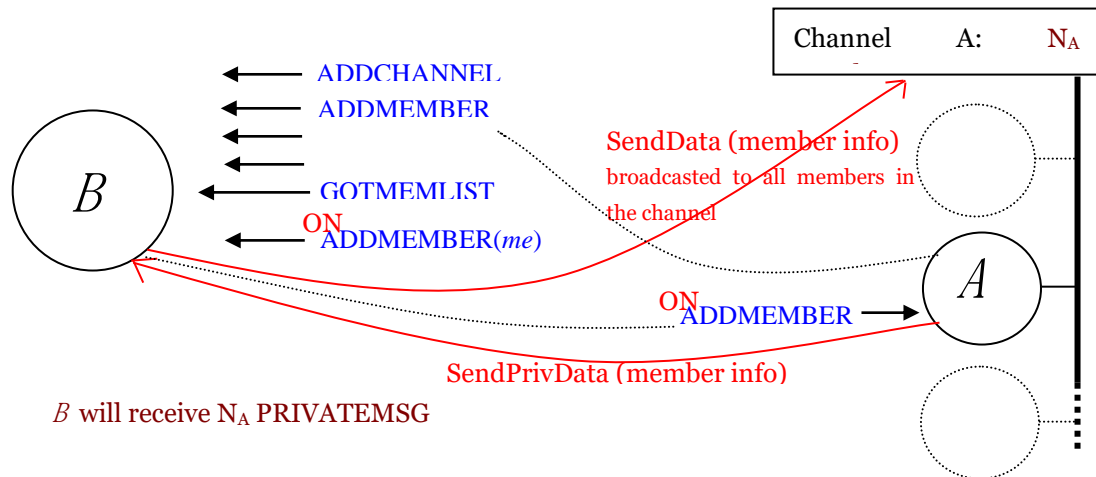 Channel A: NA
ADDCHANNEL
ADDMEMBER
SendData (member info)
broadcasted to all members in
the channel
B
GOTMEMLIST
ON
ADDMEMBER(me)
A
ON
ADDMEMBER
SendPrivData (member info)
B will receive NA PRIVATEMSG